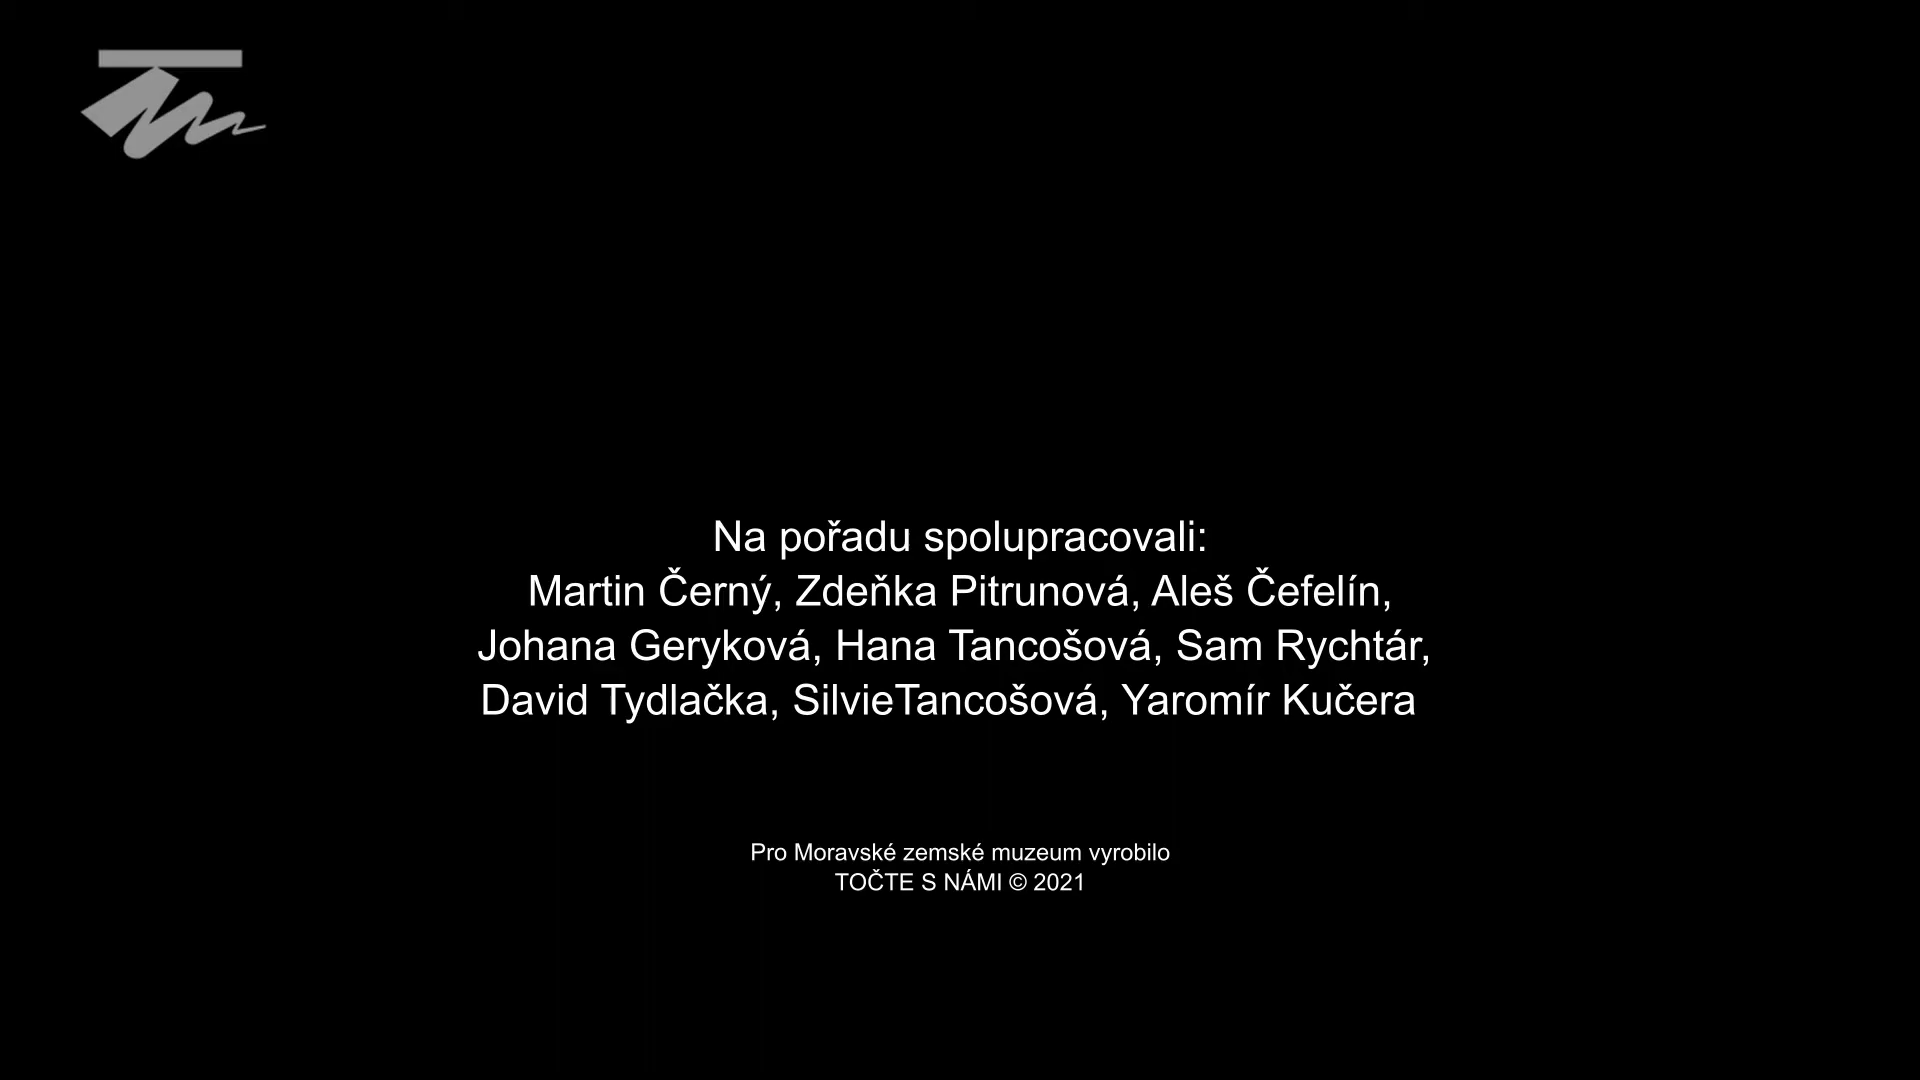 Na pořadu spolupracovali:
Martin Černý, Zdeňka Pitrunová, Aleš Čefelín,
Johana Geryková, Hana Tancošová, Sam Rychtár,
David Tydlačka, SilvieTancošová, Yaromír Kučera
Pro Moravské zemské muzeum vyrobilo
TOČTE S NÁMI © 2021